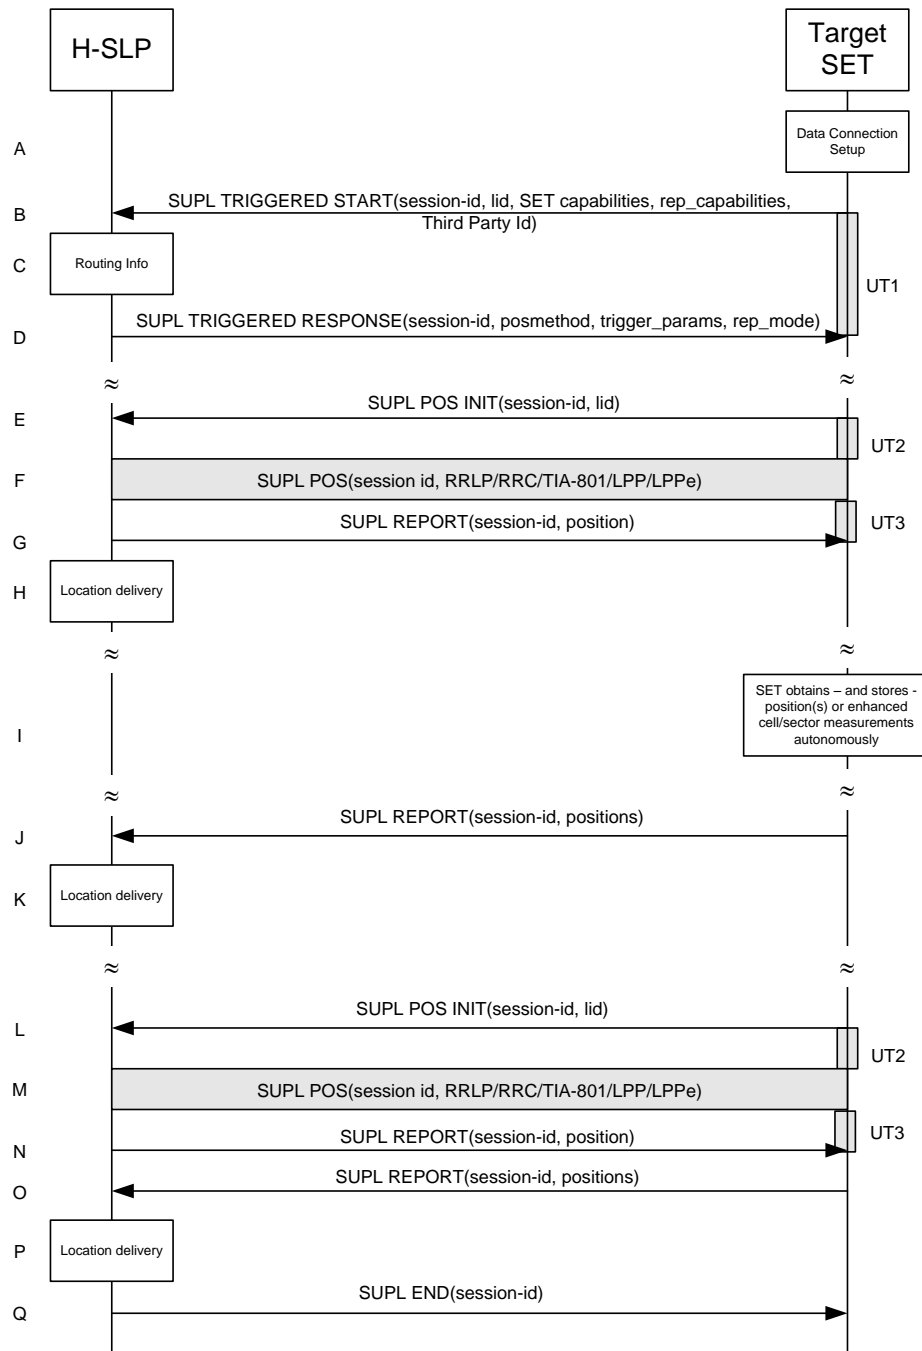 H-SLP
Target
SET
A
Data Connection
Setup
B
SUPL TRIGGERED START(session-id, lid, SET capabilities, rep_capabilities,
Third Party Id)
C
Routing Info
UT1
D
SUPL TRIGGERED RESPONSE(session-id, posmethod, trigger_params, rep_mode)
≈
≈
E
SUPL POS INIT(session-id, lid)
UT2
F
SUPL POS(session id, RRLP/RRC/TIA-801/LPP/LPPe)
G
SUPL REPORT(session-id, position)
UT3
H
Location delivery
≈
≈
I
SET obtains – and stores -
position(s) or enhanced
cell/sector measurements
autonomously
≈
≈
J
SUPL REPORT(session-id, positions)
K
Location delivery
≈
≈
L
SUPL POS INIT(session-id, lid)
UT2
M
SUPL POS(session id, RRLP/RRC/TIA-801/LPP/LPPe)
N
SUPL REPORT(session-id, position)
UT3
O
SUPL REPORT(session-id, positions)
P
Location delivery
Q
SUPL END(session-id)